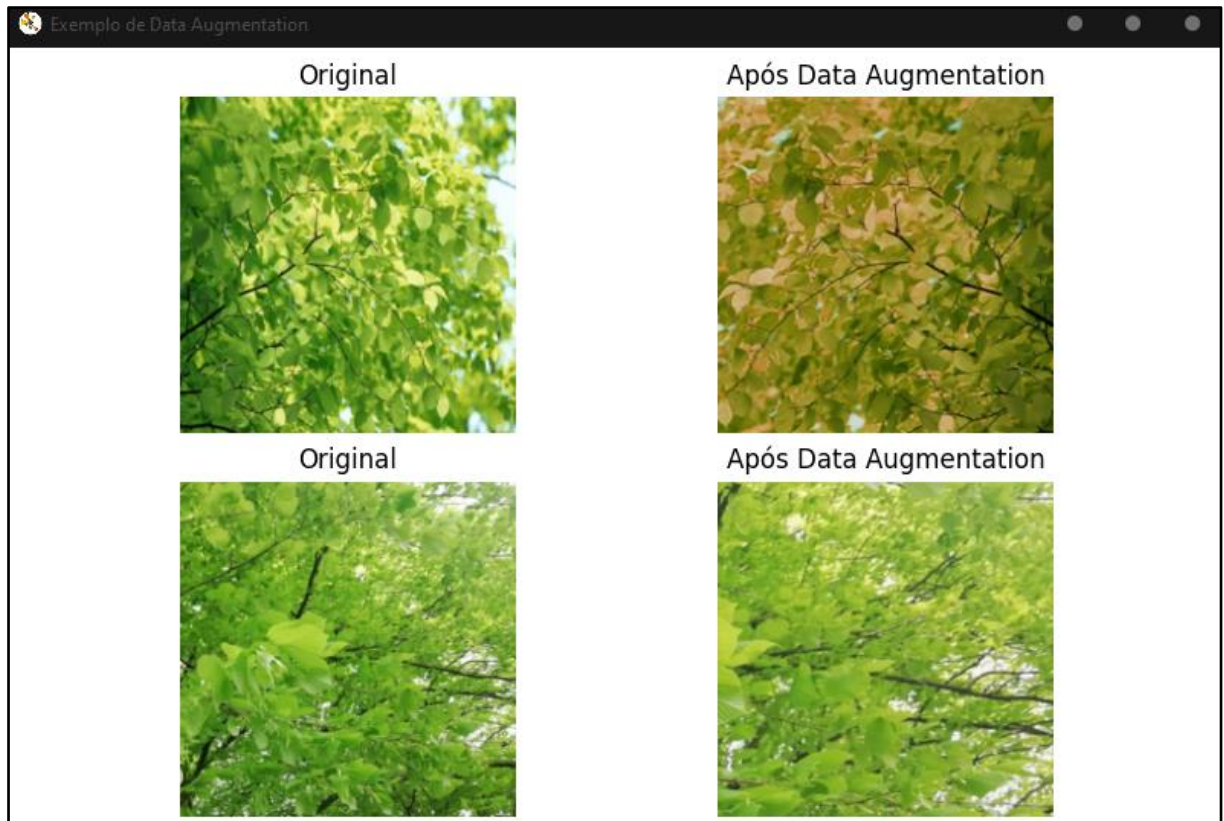 Exemplo de Data Augmentation
Original
Após Data Augmentation
Original
Após Data Augmentation